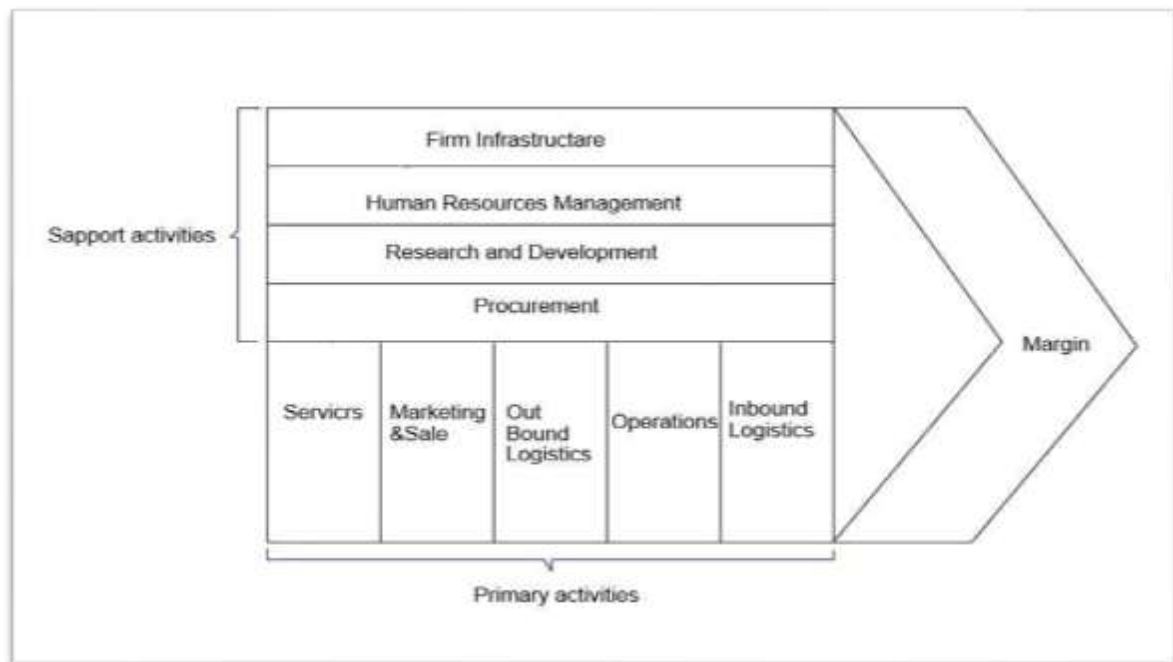 Firm Infrastructare
Human Resources Management
Sapport activities
Research and Development
Procurement
Margin
Servicrs
Marketing
&Sale
Out
Bound
Logistics
Operations
Inbound
Logistics
Primary activities